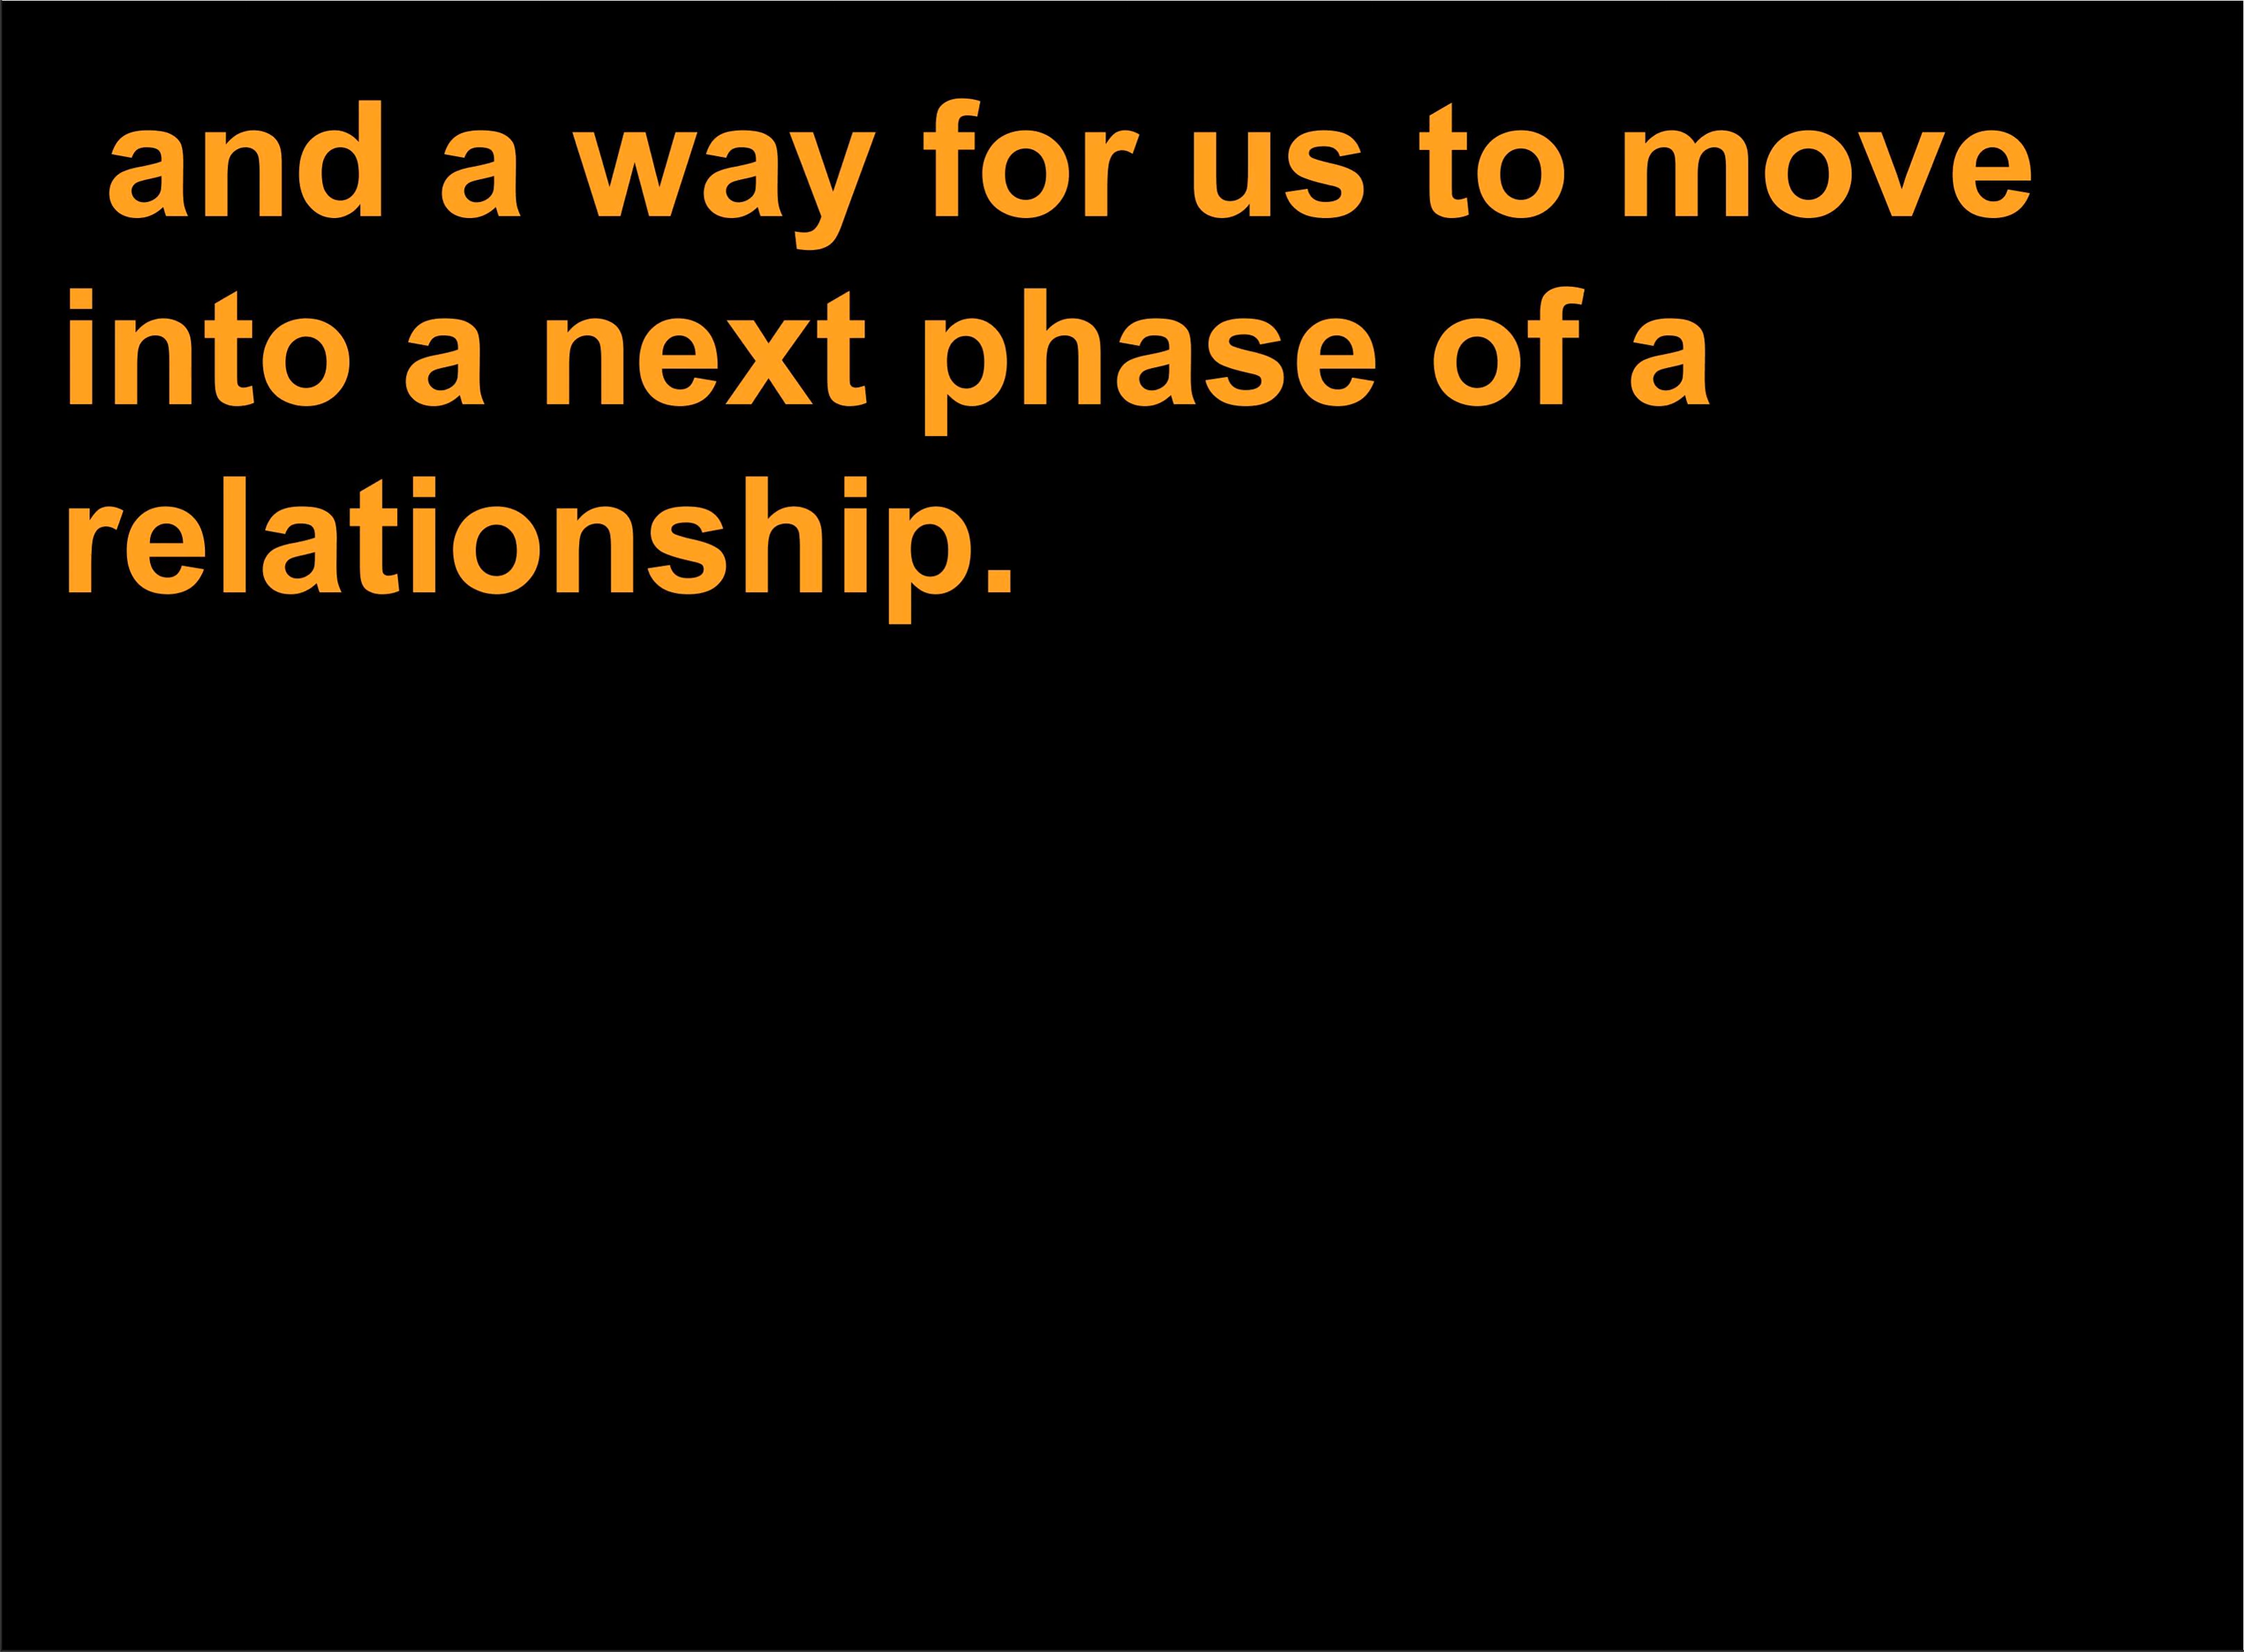 and a way for us to move
into a next phase of a
relationship.